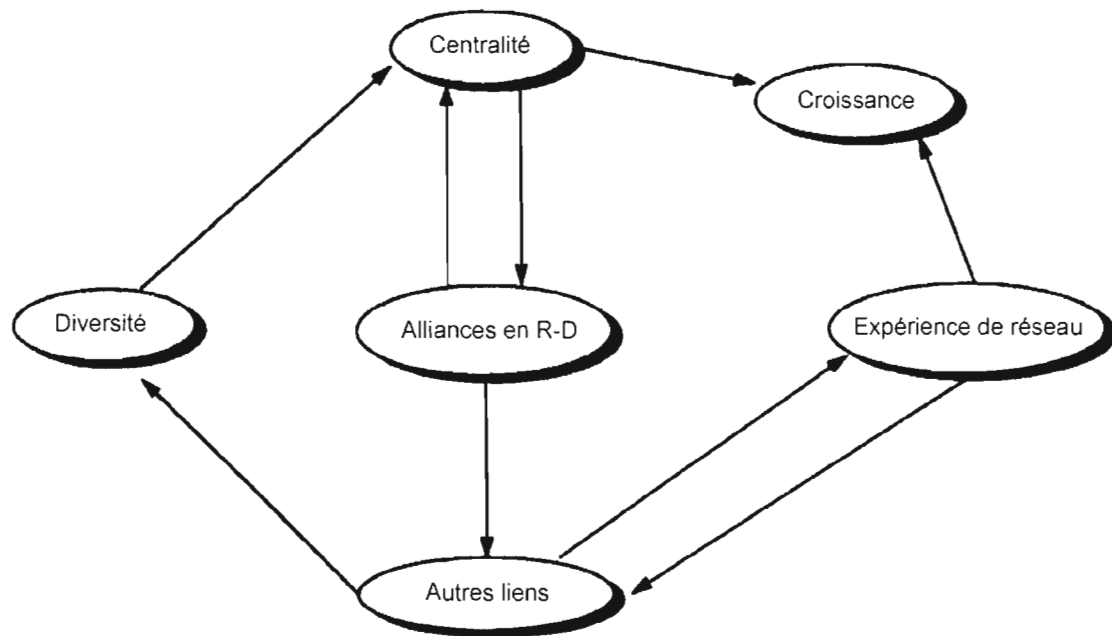 Centralité
Croissance
Diversité
Alliances en R-D
Expérience de réseau
Autres liens